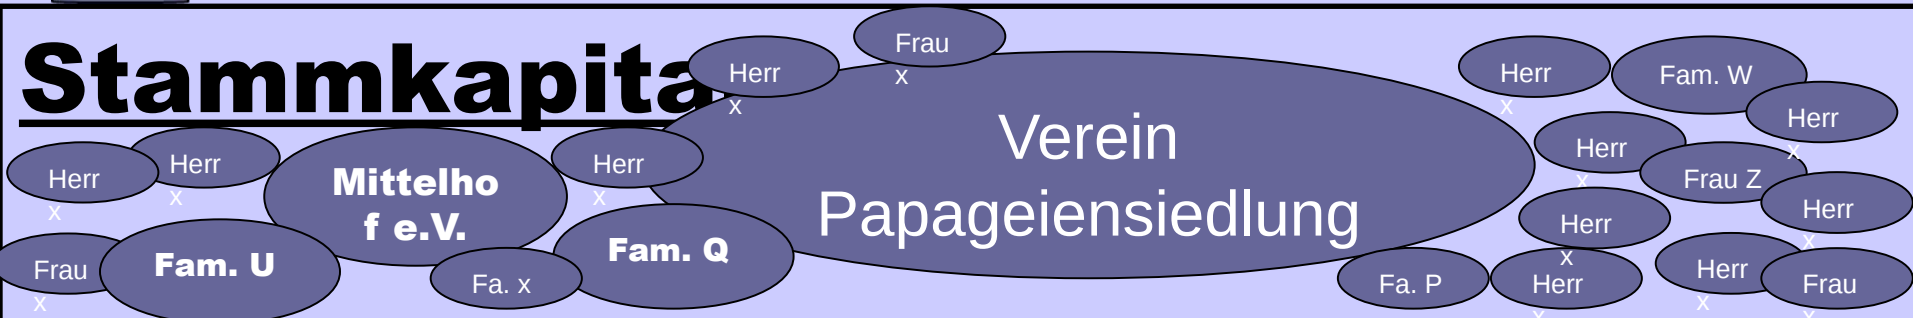 Stammkapita
Herr
x
Frau
x
Verein
Papageiensiedlung
Herr
x
Fam. W
Herr
x
Herr
x
Herr
x
Mittelho
f e.V.
Herr
x
Herr
x
Frau Z
Herr
x
Herr
x
Frau
x
Fam. U
Fa. x
Fam. Q
Fa. P
Herr
x
Herr
x
Frau
x